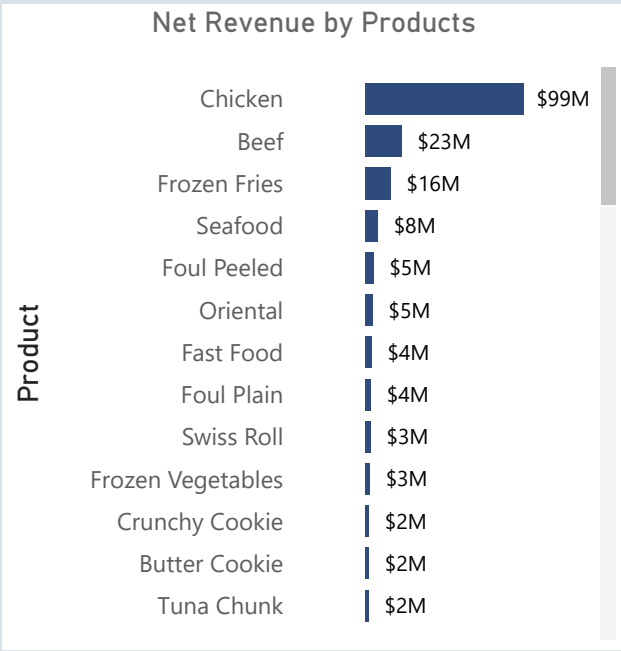 Net Revenue by Products
Product
Chicken $99M
Beef $23M
Frozen Fries $16M
Seafood $8M
Foul Peeled $5M
Oriental $5M
Fast Food $4M
Foul Plain $4M
Swiss Roll $3M
Frozen Vegetables $3M
Crunchy Cookie $2M
Butter Cookie $2M
Tuna Chunk $2M